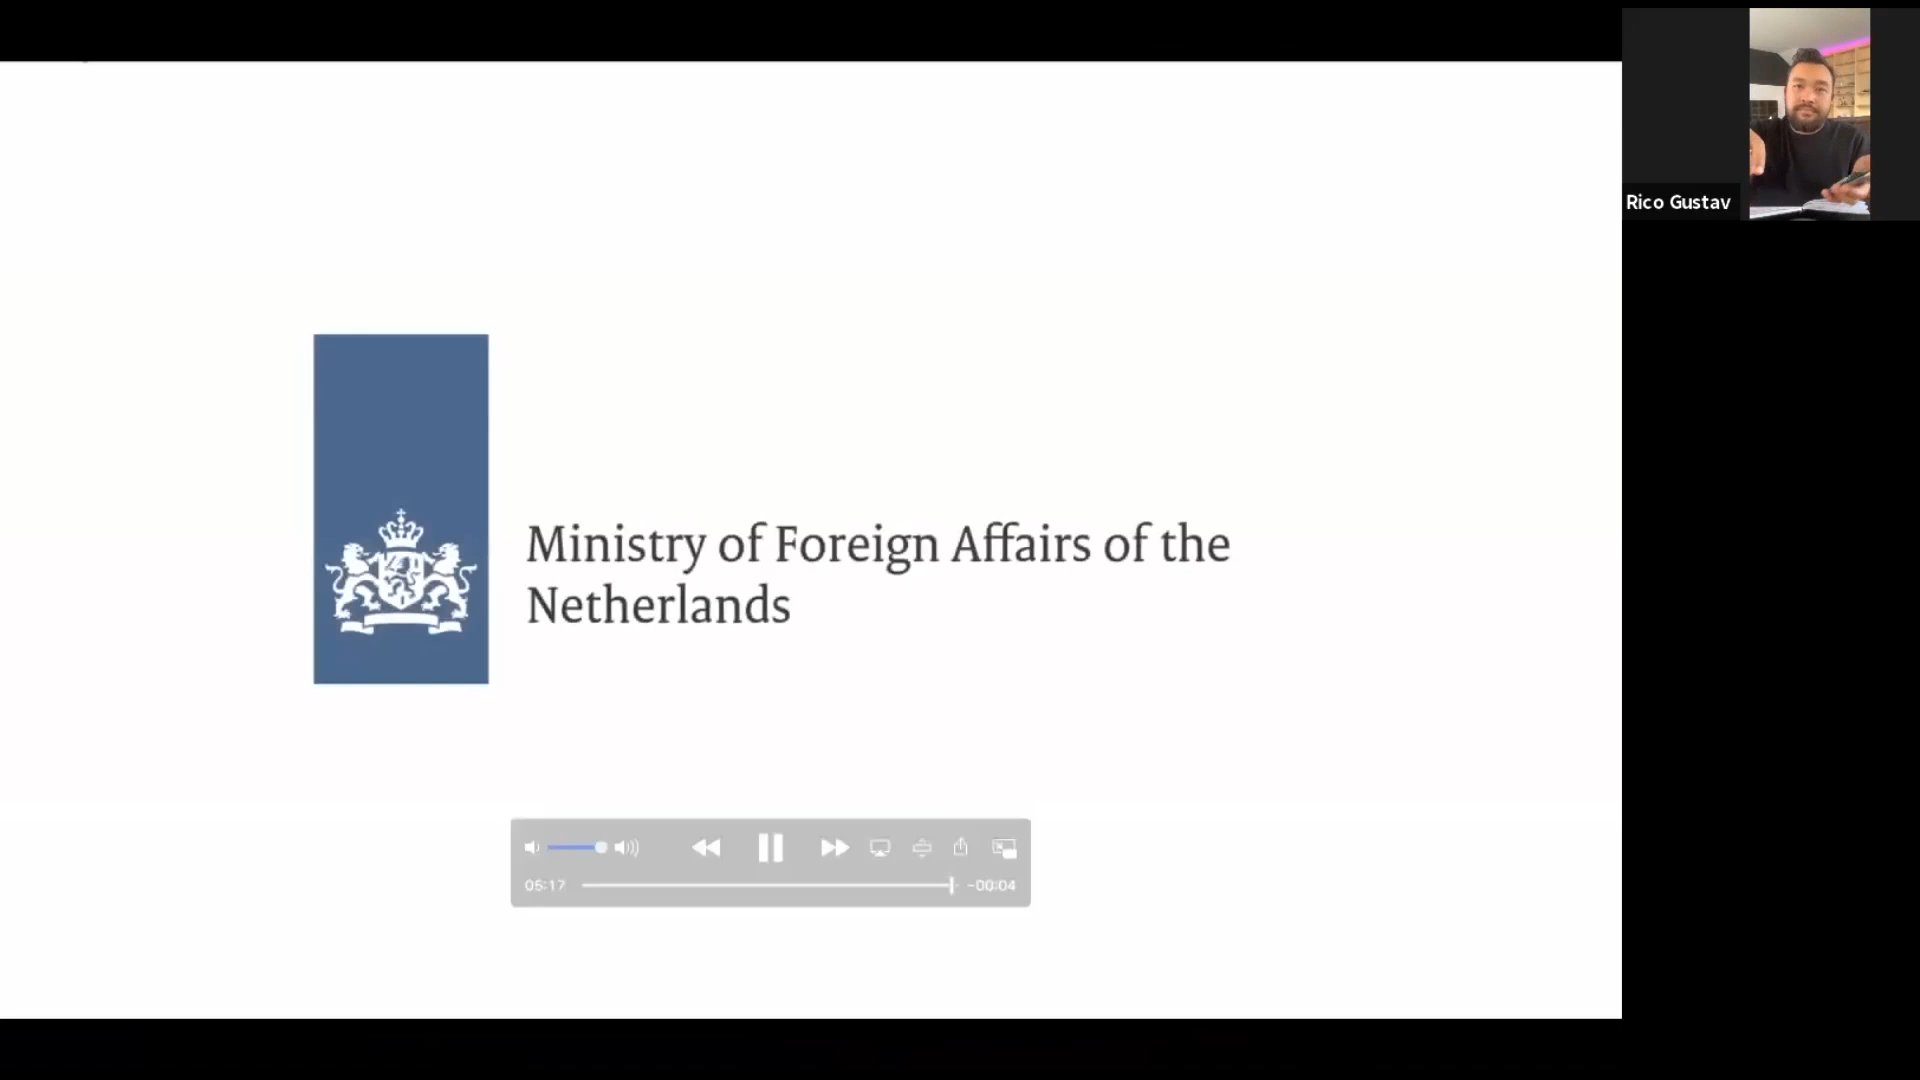 Rico Gustav
Ministry of Foreign Affairs of the
Netherlands
05:17
-00:04